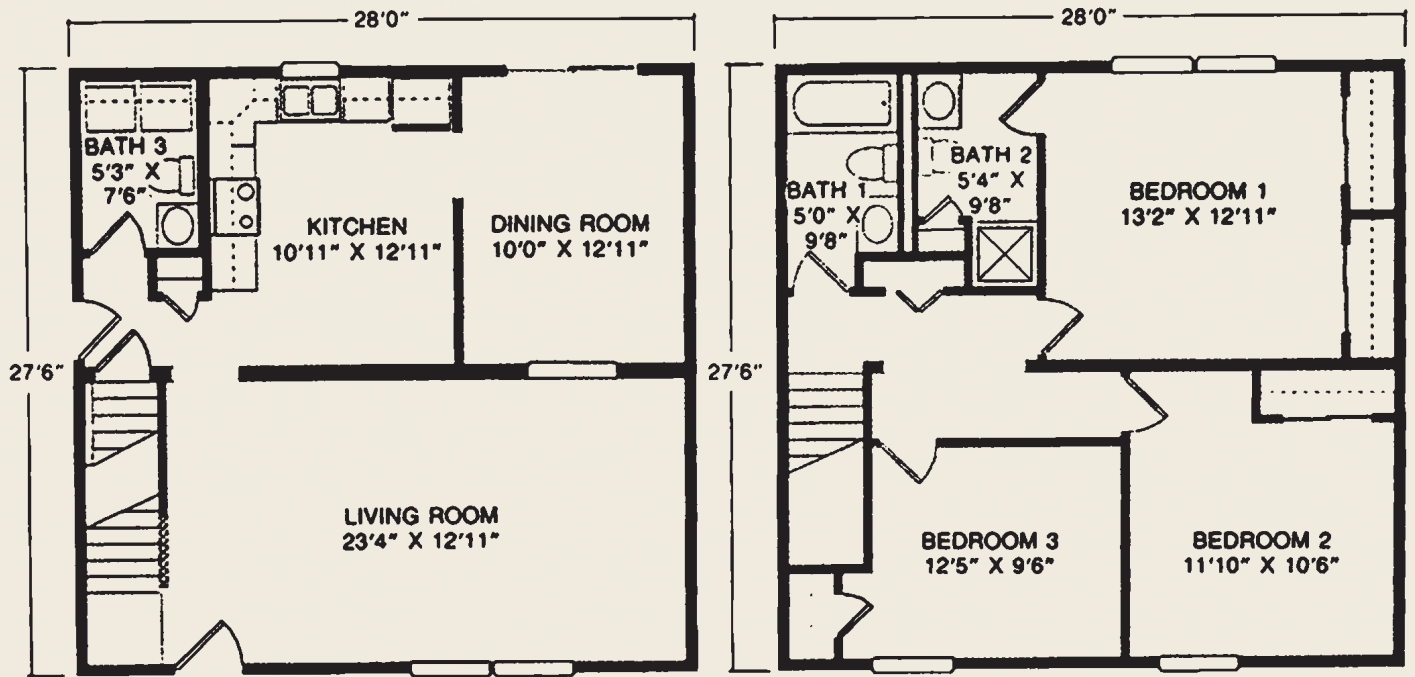 28'0"
28'0"
BATH 3
5'3" X
7'6"
KITCHEN
10'11" X 12'11"
DINING ROOM
10'0" X 12'11"
27'6"
LIVING ROOM
23'4" X 12'11"
BATH 1
5'0" X
9'8"
BATH 2
5'4" X
9'8"
BEDROOM 1
13'2" X 12'11"
27'6"
BEDROOM 3
12'5" X 9'6"
BEDROOM 2
11'10" X 10'6"